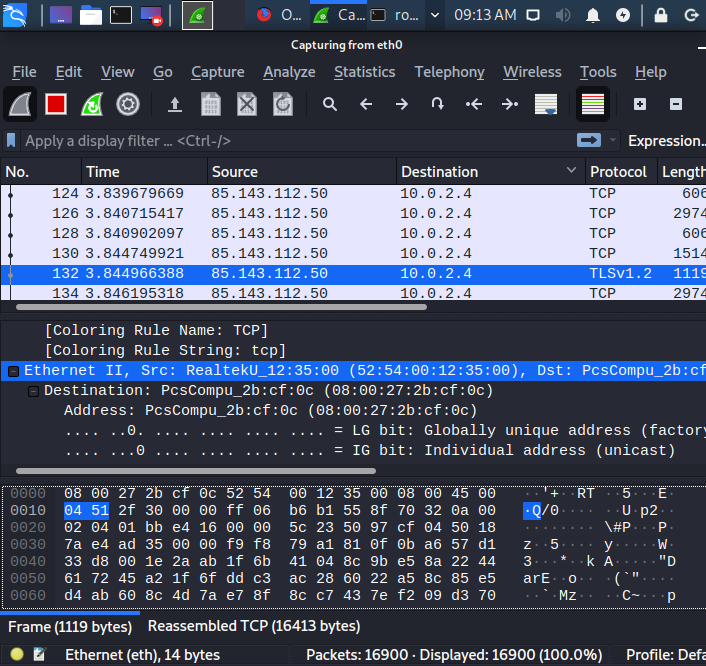 O...
Ca...
ro...
09:13 AM
Capturing from eth0
File Edit View Go Capture Analyze Statistics Telephony Wireless Tools Help
Apply a display filter ... <Ctrl-/>
Expression..
No. Time Source Destination Protocol Length
124 3.839679669 85.143.112.50 10.0.2.4 TCP 606
126 3.840715417 85.143.112.50 10.0.2.4 TCP 2974
128 3.840902097 85.143.112.50 10.0.2.4 TCP 606
130 3.844749921 85.143.112.50 10.0.2.4 TCP 1514
132 3.844966388 85.143.112.50 10.0.2.4 TLSv1.2 1119
134 3.846195318 85.143.112.50 10.0.2.4 TCP 2974
[Coloring Rule Name: TCP]
[Coloring Rule String: tcp]
Ethernet II, Src: RealtekU_12:35:00 (52:54:00:12:35:00), Dst: PcsCompu_2b:cf
Destination: PcsCompu_2b:cf:0c (08:00:27:2b:cf:0c)
Address: PcsCompu_2b:cf:0c (08:00:27:2b:cf:0c)
.... ..0. .... .... .... .... = LG bit: Globally unique address (factory
.... ...0 .... .... .... .... = IG bit: Individual address (unicast)
0000 08 00 27 2b cf 0c 52 54 00 12 35 00 08 00 45 00 ··'+··RT ··5···E·
0010 04 51 2f 30 00 00 ff 06 b6 b1 55 8f 70 32 0a 00 ·Q/0···· ··U·p2··
0020 02 04 01 bb e4 16 00 00 5c 23 50 97 cf 04 50 18 ········ \#P···P·
0030 7a e4 ad 35 00 00 f9 f8 79 a1 81 0f 0b a6 57 d1 z··5···· y·····W·
0040 33 d8 00 1e 2a ab 1f 6b 41 04 8c 9b e5 8a 22 44 3···*··k A·····"D
0050 61 72 45 a2 1f 6f dd c3 ac 28 60 22 a5 8c 85 e5 arE··o·· ·(`"····
0060 d4 ab 60 8c 4d 7a e7 8f 8c c7 43 7e f2 09 d3 70 ··`·Mz·· ··C~···p
Frame (1119 bytes) Reassembled TCP (16413 bytes)
Ethernet (eth), 14 bytes Packets: 16900 · Displayed: 16900 (100.0%) Profile: Defa